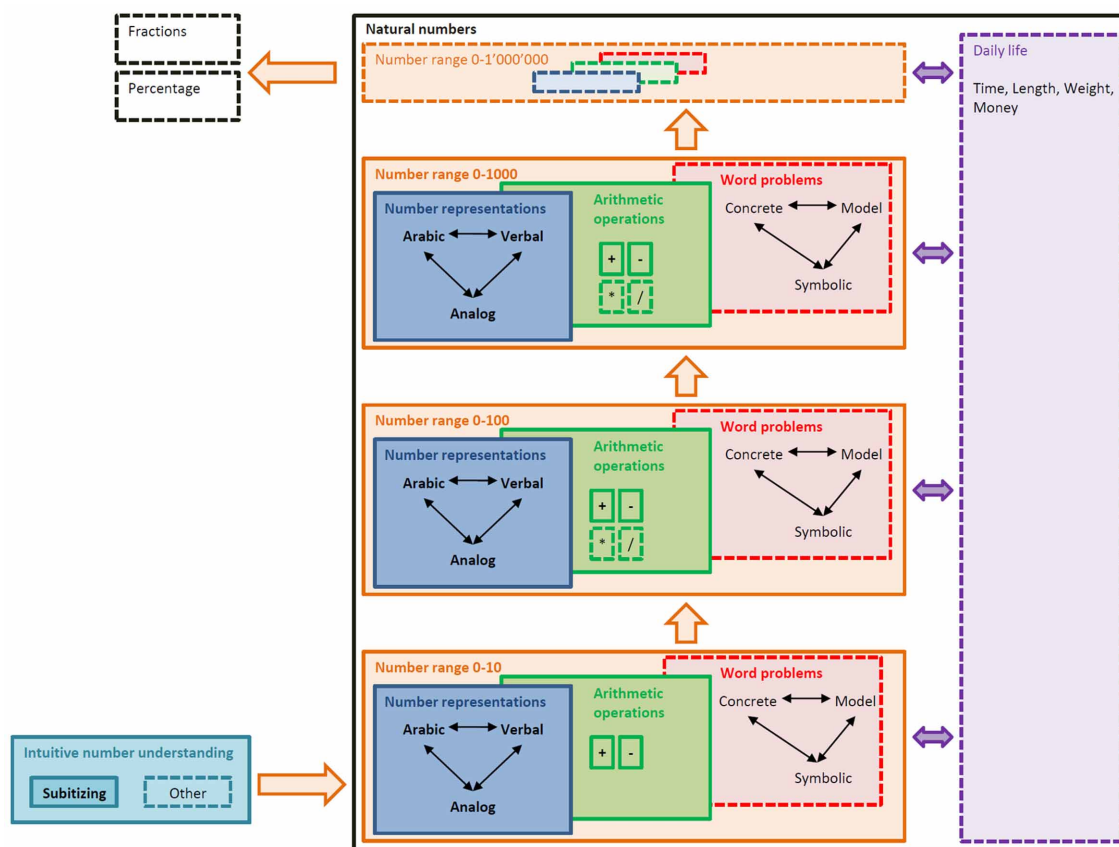 Fractions
Percentage
Natural numbers
Number range 0-1’000’000
Daily life
Time, Length, Weight,
Money
Number range 0-1000
Number representations
Arabic Verbal
Analog
Arithmetic
operations
+ -
* /
Word problems
Concrete Model
Symbolic
Number range 0-100
Number representations
Arabic Verbal
Analog
Arithmetic
operations
+ -
* /
Word problems
Concrete Model
Symbolic
Number range 0-10
Number representations
Arabic Verbal
Analog
Arithmetic
operations
+ -
Word problems
Concrete Model
Symbolic
Intuitive number understanding
Subitizing Other